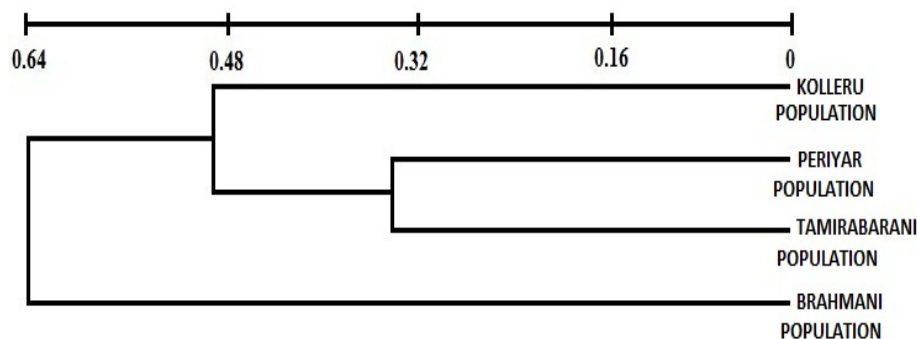 0.64 0.48 0.32 0.16 0
KOLLERU
POPULATION
PERIYAR
POPULATION
TAMIRABARANI
POPULATION
BRAHMANI
POPULATION